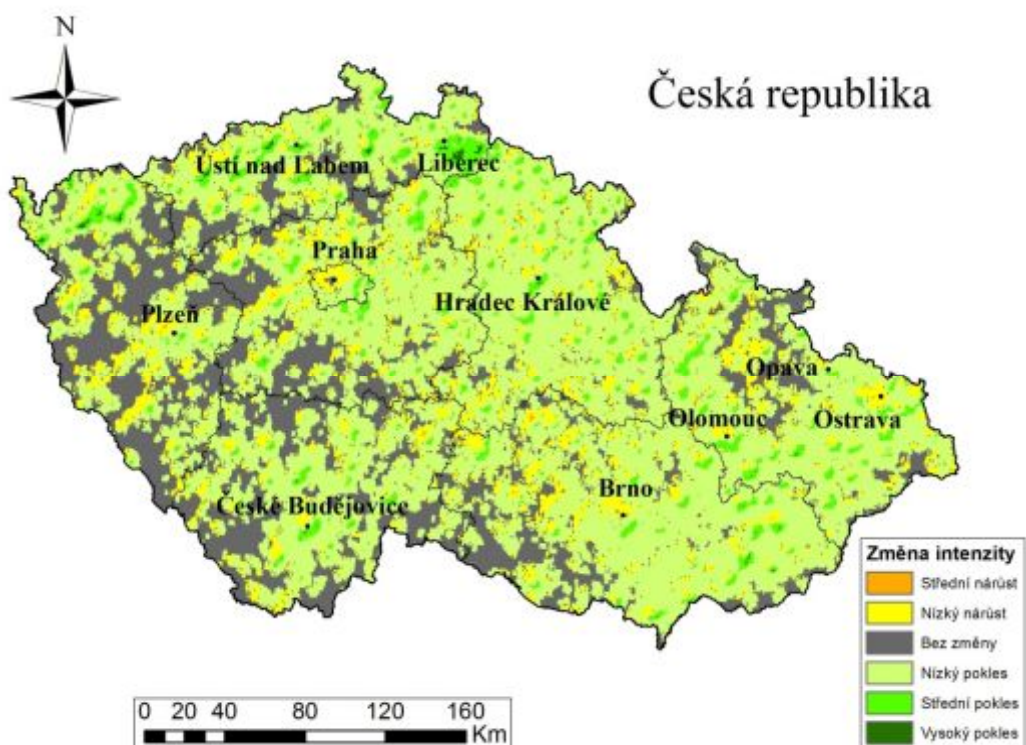 N
Česká republika
Ústí nad Labem
Liberec
Praha
Hradec Králové
Plzeň
Opava
Olomouc
Ostrava
Brno
České Budějovice
Změna intenzity
Střední nárůst
Nízký nárůst
Bez změny
Nízký pokles
Střední pokles
Vysoký pokles
0 20 40 80 120 160
Km